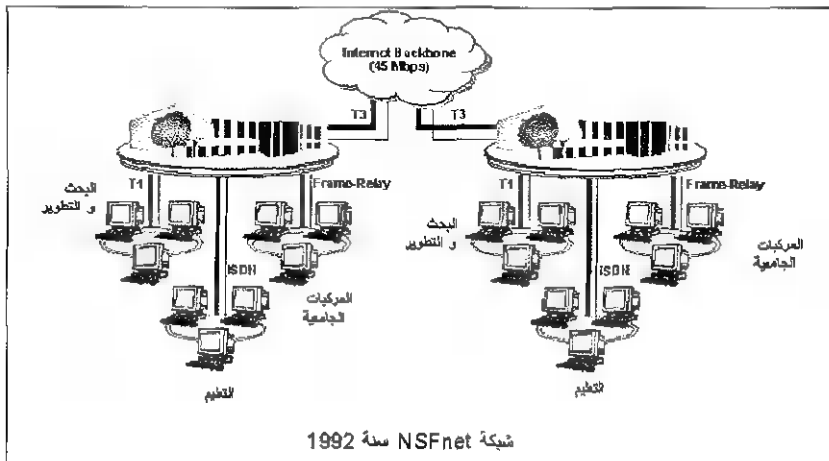 Internet Backbone
(45 Mbps)
T3
T3
T1
Frame-Relay
البحث
و التطوير
ISDN
المركبات
الجامعية
التعليم
T1
Frame-Relay
البحث
و التطوير
ISDN
المركبات
الجامعية
التعليم
شبكة NSFnet سنة 1992